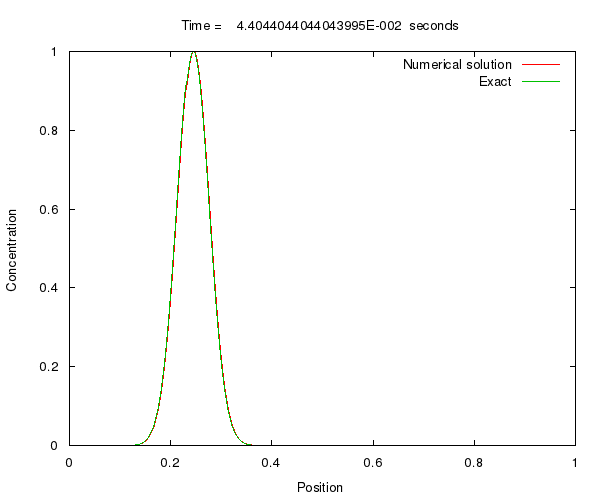 Time =    4.4044044044043995E-002  seconds
Numerical solution
Exact
1
0.8
0.6
0.4
0.2
0
Concentration
0 0.2 0.4 0.6 0.8 1
Position